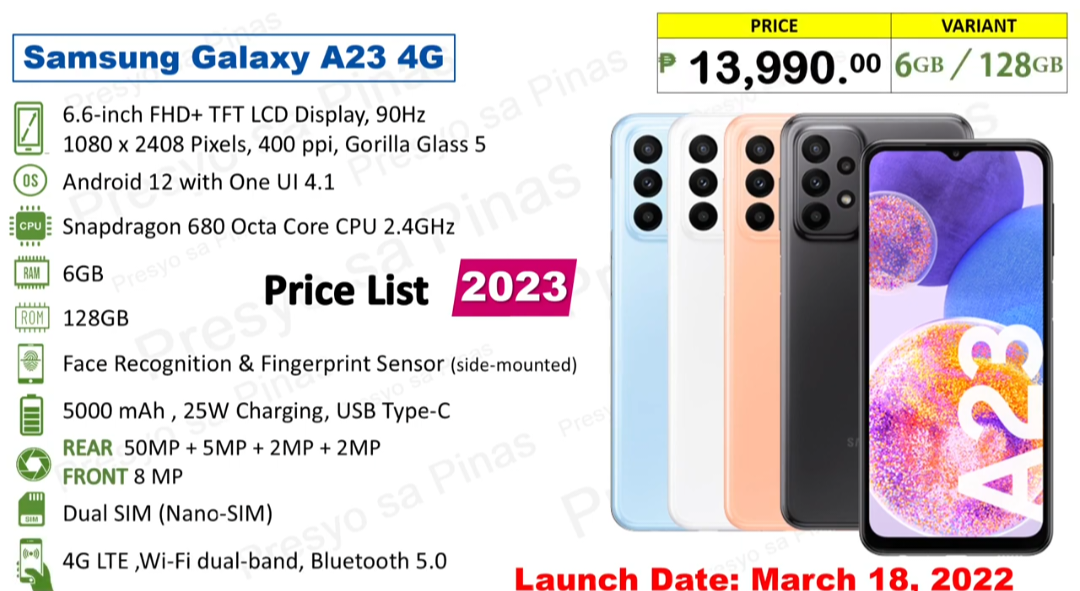 Samsung Galaxy A23 4G
PRICE
VARIANT
₱ 13,990.00
6GB / 128GB
6.6-inch FHD+ TFT LCD Display, 90Hz
1080 x 2408 Pixels, 400 ppi, Gorilla Glass 5
OS
Android 12 with One UI 4.1
CPU
Snapdragon 680 Octa Core CPU 2.4GHz
RAM
6GB
Price List 2023
ROM
128GB
Face Recognition & Fingerprint Sensor (side-mounted)
5000 mAh , 25W Charging, USB Type-C
REAR 50MP + 5MP + 2MP + 2MP
FRONT 8 MP
SIM
Dual SIM (Nano-SIM)
4G LTE ,Wi-Fi dual-band, Bluetooth 5.0
A23
Launch Date: March 18, 2022
Presyo sa Pinas